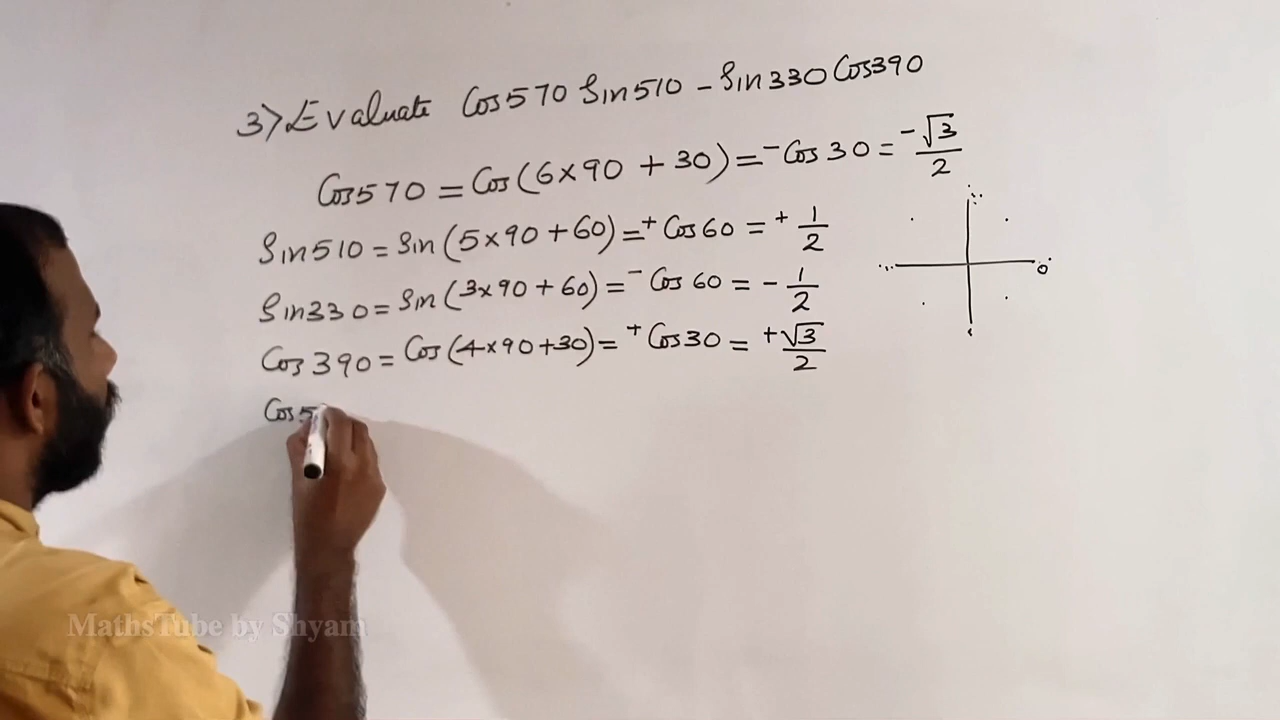 3) Evaluate Cos570 Sin510 - Sin330 Cos390
Cos570 = Cos(6×90 + 30) = -Cos30 = -√3/2
Sin510 = Sin(5×90 + 60) = +Cos60 = +1/2
Sin330 = Sin(3×90 + 60) = -Cos60 = -1/2
Cos390 = Cos(4×90+30) = +Cos30 = +√3/2
Cos5
0
MathsTube by Shyam